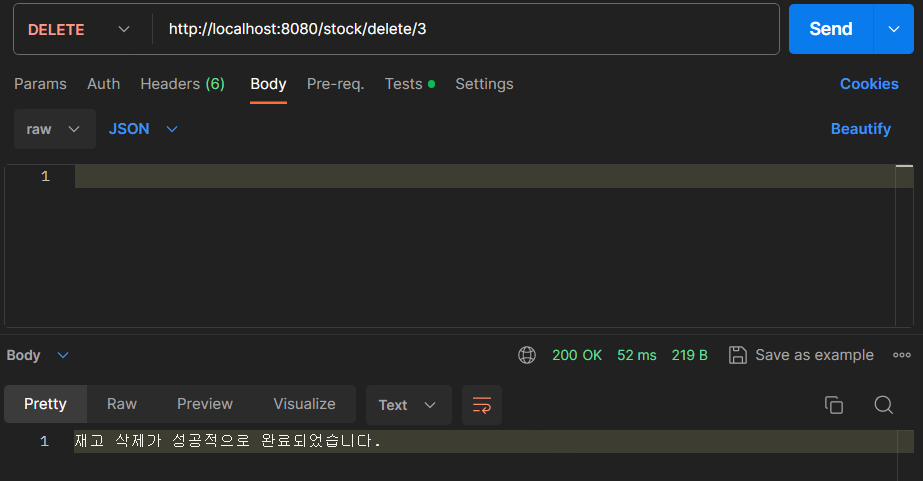 DELETE http://localhost:8080/stock/delete/3 Send
Params Auth Headers (6) Body Pre-req. Tests Settings Cookies
raw JSON Beautify
1
Body 200 OK 52 ms 219 B Save as example
Pretty Raw Preview Visualize Text
1 재고 삭제가 성공적으로 완료되었습니다.